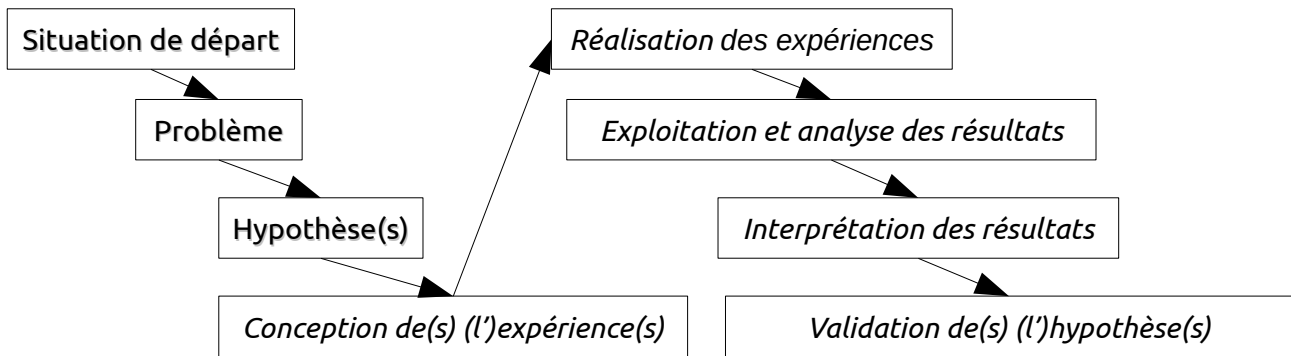 Situation de départ
Problème
Hypothèse(s)
Conception de(s) (l')expérience(s)
Réalisation des expériences
Exploitation et analyse des résultats
Interprétation des résultats
Validation de(s) (l')hypothèse(s)